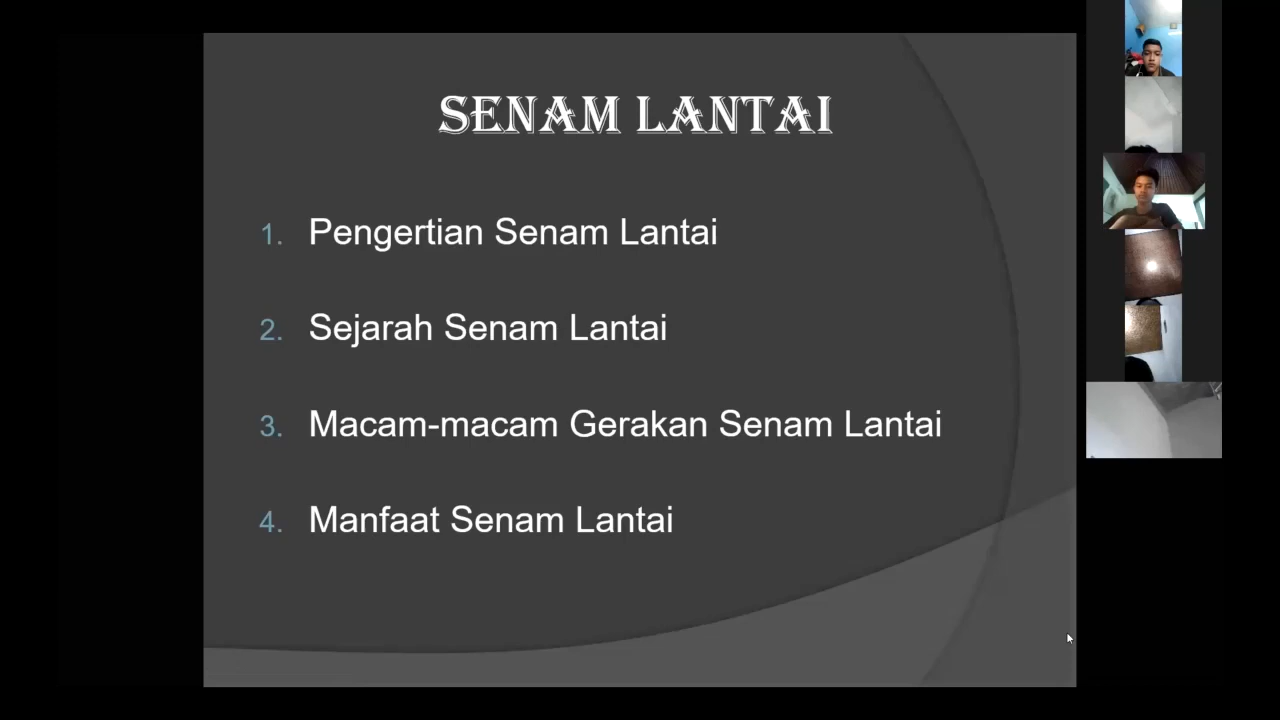 SENAM LANTAI
1. Pengertian Senam Lantai
2. Sejarah Senam Lantai
3. Macam-macam Gerakan Senam Lantai
4. Manfaat Senam Lantai